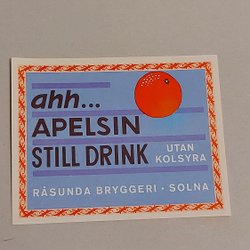 ahh...
APELSIN
STILL DRINK
UTAN
KOLSYRA
RÅSUNDA BRYGGERI · SOLNA